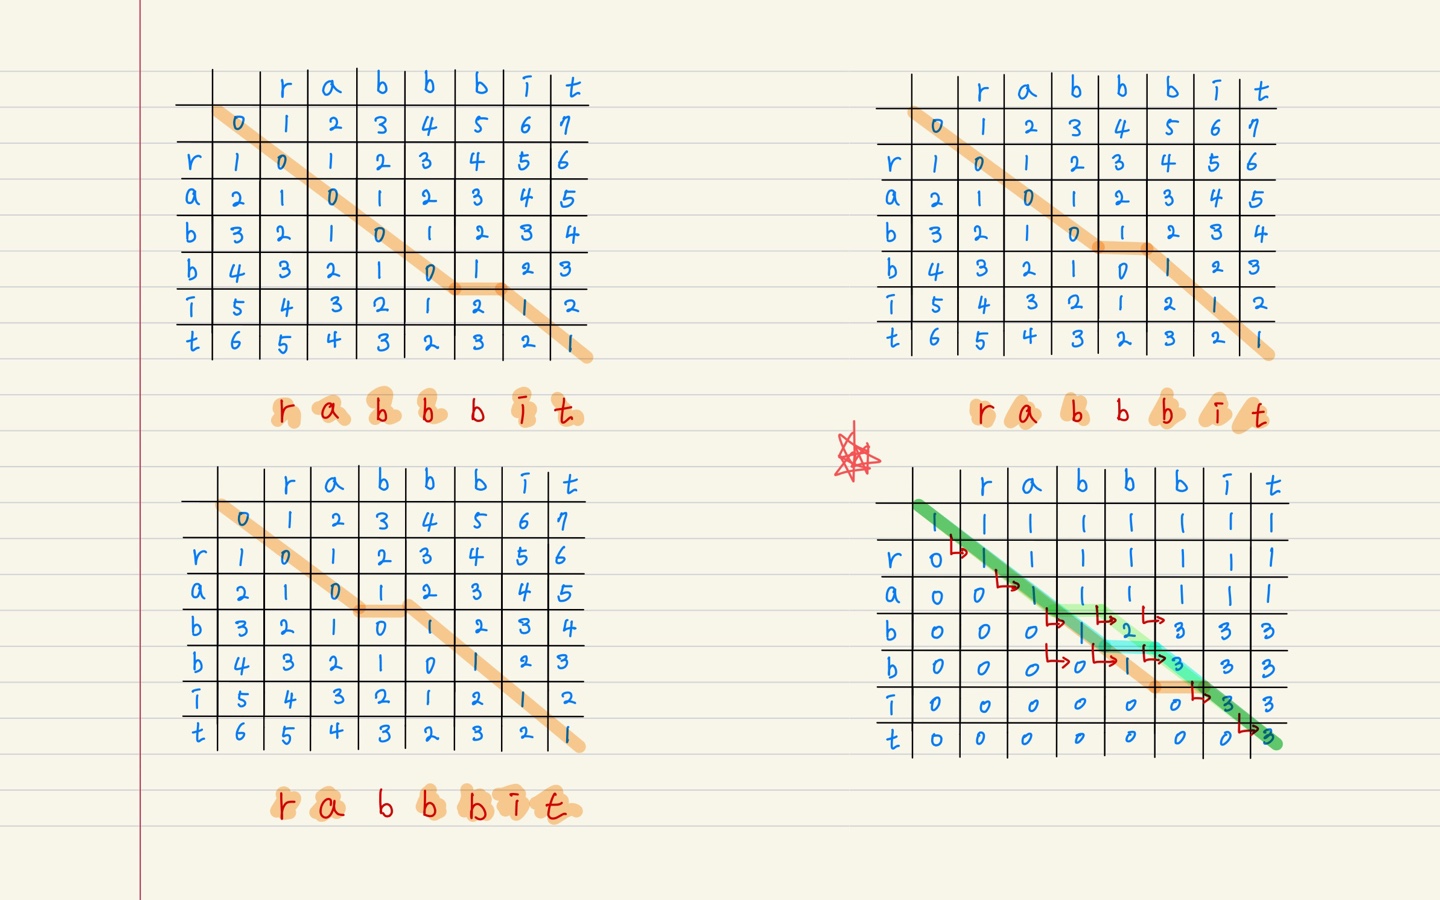 r a b b b i t
0 1 2 3 4 5 6 7
r 1 0 1 2 3 4 5 6
a 2 1 0 1 2 3 4 5
b 3 2 1 0 1 2 3 4
b 4 3 2 1 0 1 2 3
i 5 4 3 2 1 2 1 2
t 6 5 4 3 2 3 2 1
r a b b b i t
r a b b b i t
0 1 2 3 4 5 6 7
r 1 0 1 2 3 4 5 6
a 2 1 0 1 2 3 4 5
b 3 2 1 0 1 2 3 4
b 4 3 2 1 0 1 2 3
i 5 4 3 2 1 2 1 2
t 6 5 4 3 2 3 2 1
r a b b b i t
r a b b b i t
0 1 2 3 4 5 6 7
r 1 0 1 2 3 4 5 6
a 2 1 0 1 2 3 4 5
b 3 2 1 0 1 2 3 4
b 4 3 2 1 0 1 2 3
i 5 4 3 2 1 2 1 2
t 6 5 4 3 2 3 2 1
r a b b b i t
r a b b b i t
1 1 1 1 1 1 1 1
r 0 1 1 1 1 1 1 1
a 0 0 1 1 1 1 1 1
b 0 0 0 1 2 3 3 3
b 0 0 0 0 1 3 3 3
i 0 0 0 0 0 0 3 3
t 0 0 0 0 0 0 0 3